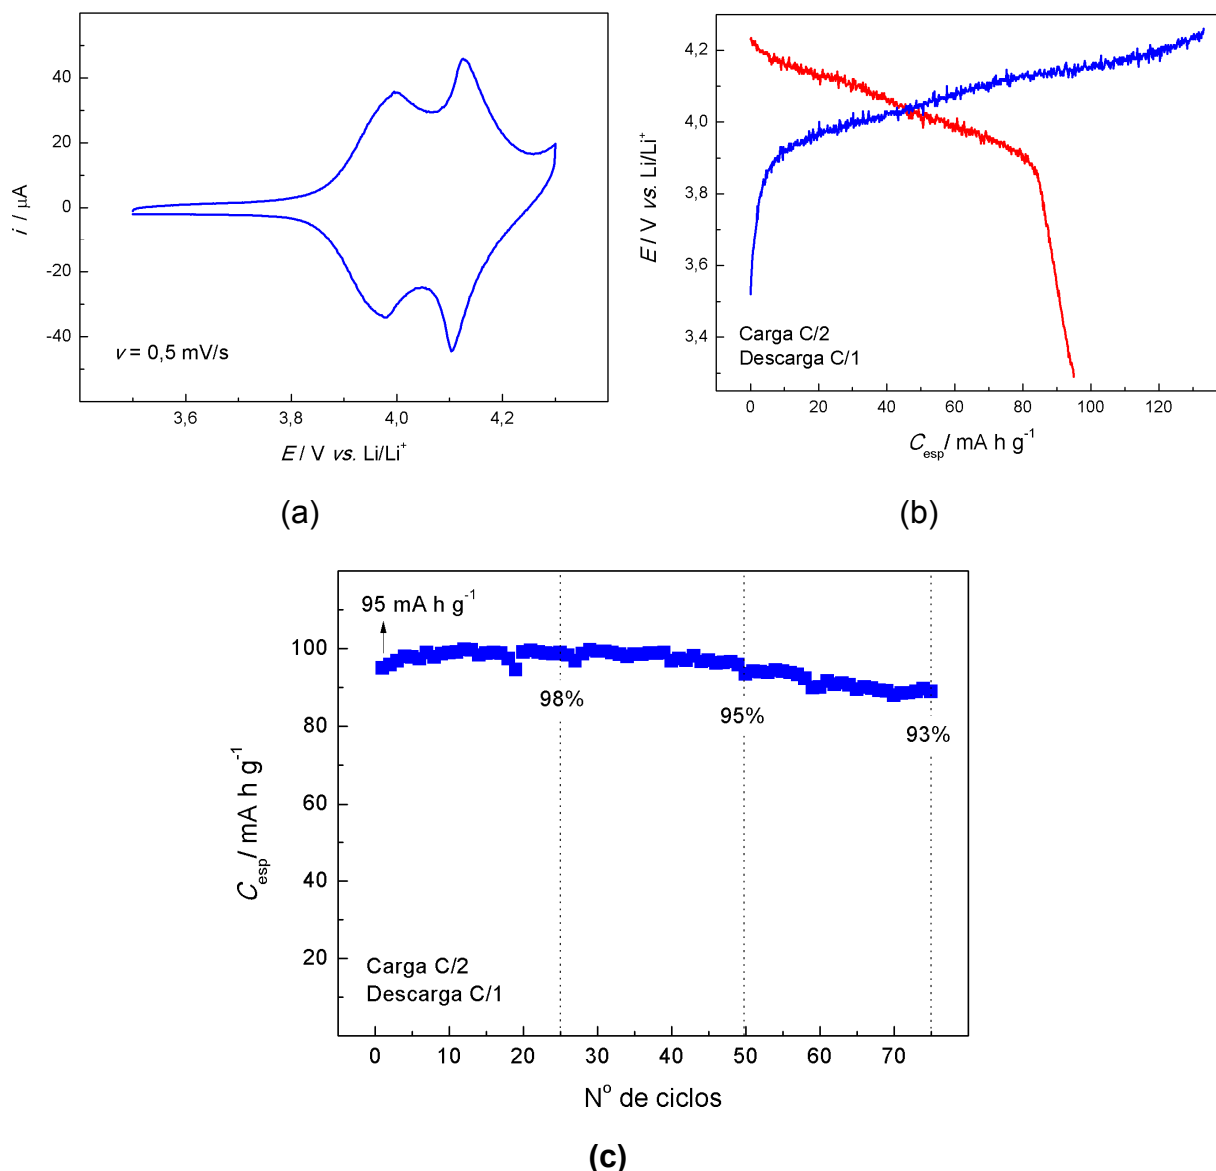 40
20
0
-20
-40
i / μA
v = 0,5 mV/s
3,6 3,8 4,0 4,2
E / V vs. Li/Li⁺
(a)
4,2
4,0
3,8
3,6
3,4
E / V vs. Li/Li⁺
Carga C/2
Descarga C/1
0 20 40 60 80 100 120
C_esp / mA h g⁻¹
(b)
95 mA h g⁻¹
100
80
60
40
20
C_esp / mA h g⁻¹
98%
95%
93%
Carga C/2
Descarga C/1
0 10 20 30 40 50 60 70
Nº de ciclos
(c)